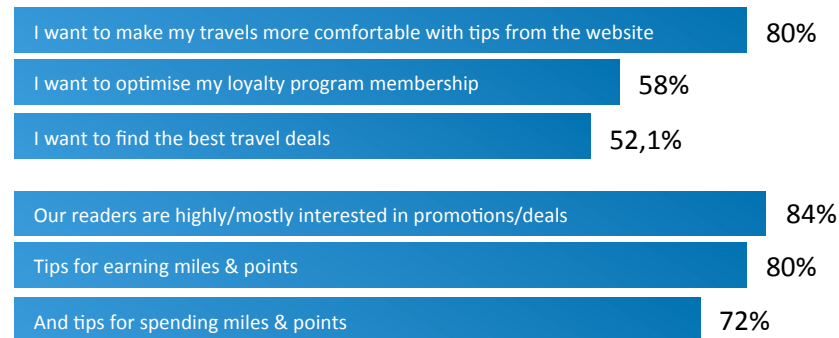 I want to make my travels more comfortable with tips from the website 80%
I want to optimise my loyalty program membership 58%
I want to find the best travel deals 52,1%
Our readers are highly/mostly interested in promotions/deals 84%
Tips for earning miles & points 80%
And tips for spending miles & points 72%